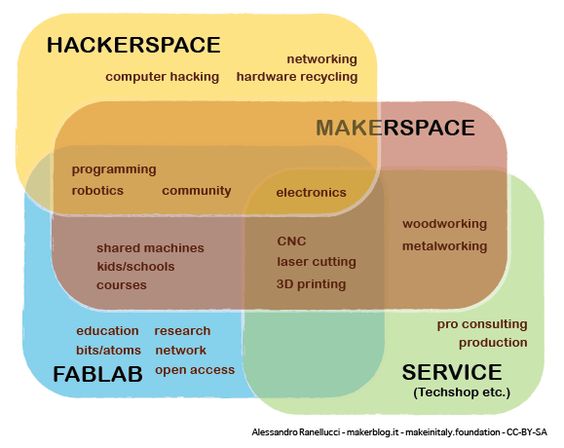 HACKERSPACE
networking
computer hacking hardware recycling
MAKERSPACE
programming
robotics community electronics
woodworking
metalworking
shared machines
kids/schools
courses
CNC
laser cutting
3D printing
education research
bits/atoms network
open access
FABLAB
pro consulting
production
SERVICE
(Techshop etc.)
Alessandro Ranellucci - makerblog.it - makeinitaly.foundation - CC-BY-SA